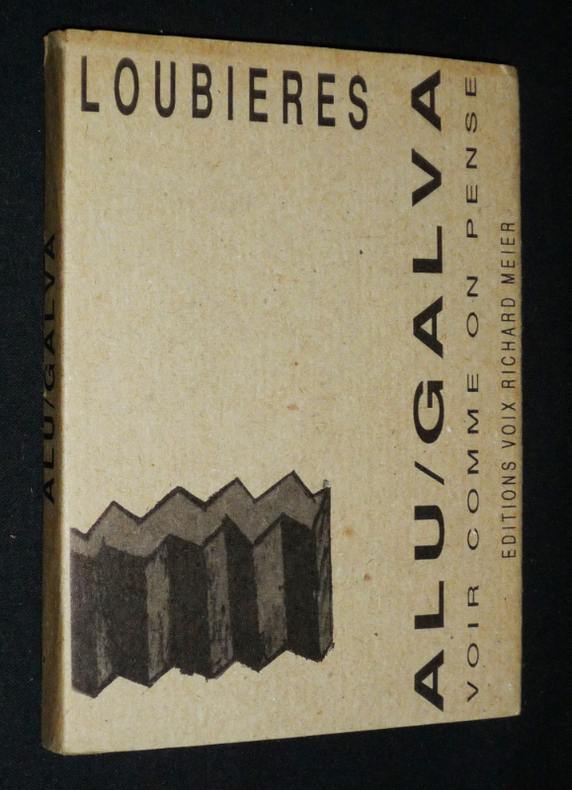 LOUBIERES
ALU/GALVA
VOIR COMME ON PENSE
EDITIONS VOIX RICHARD MEIER
ALU/GALVA